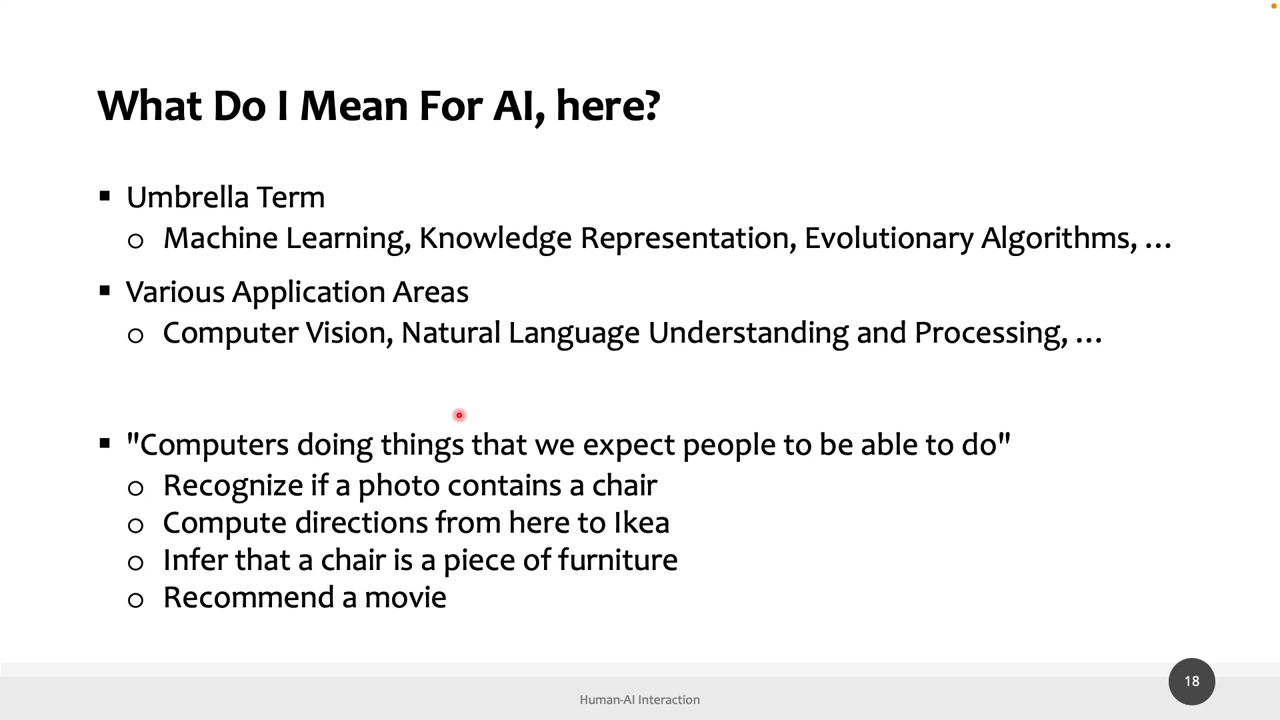 What Do I Mean For AI, here?
▪ Umbrella Term
o Machine Learning, Knowledge Representation, Evolutionary Algorithms, …
▪ Various Application Areas
o Computer Vision, Natural Language Understanding and Processing, …
▪ "Computers doing things that we expect people to be able to do"
o Recognize if a photo contains a chair
o Compute directions from here to Ikea
o Infer that a chair is a piece of furniture
o Recommend a movie
18
Human-AI Interaction